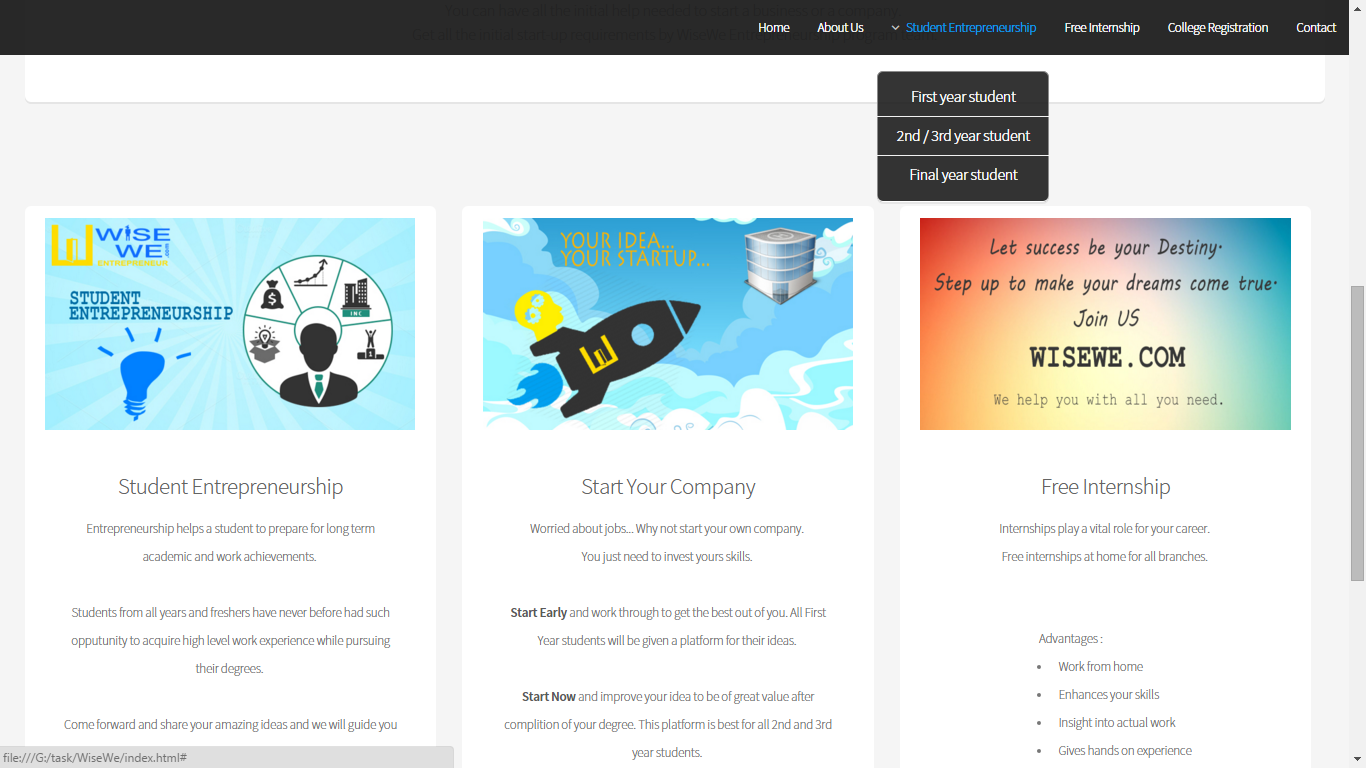 You can have all the initial help needed to start a business or a company.
Home
About Us
Student Entrepreneurship
Free Internship
College Registration
Contact
First year student
2nd / 3rd year student
Final year student
WiSE
WE
.com
ENTREPRENEUR
STUDENT
ENTREPRENEURSHIP
INC
YOUR IDEA...
YOUR STARTUP...
Let success be your Destiny.
Step up to make your dreams come true.
Join US
WISEWE.COM
We help you with all you need.
Student Entrepreneurship
Entrepreneurship helps a student to prepare for long term
academic and work achievements.
Students from all years and freshers have never before had such
opputunity to acquire high level work experience while pursuing
their degrees.
Come forward and share your amazing ideas and we will guide you
Start Your Company
Worried about jobs... Why not start your own company.
You just need to invest yours skills.
Start Early and work through to get the best out of you. All First
Year students will be given a platform for their ideas.
Start Now and improve your idea to be of great value after
complition of your degree. This platform is best for all 2nd and 3rd
year students.
Free Internship
Internships play a vital role for your career.
Free internships at home for all branches.
Advantages :
• Work from home
• Enhances your skills
• Insight into actual work
• Gives hands on experience
file:///G:/task/WiseWe/index.html#